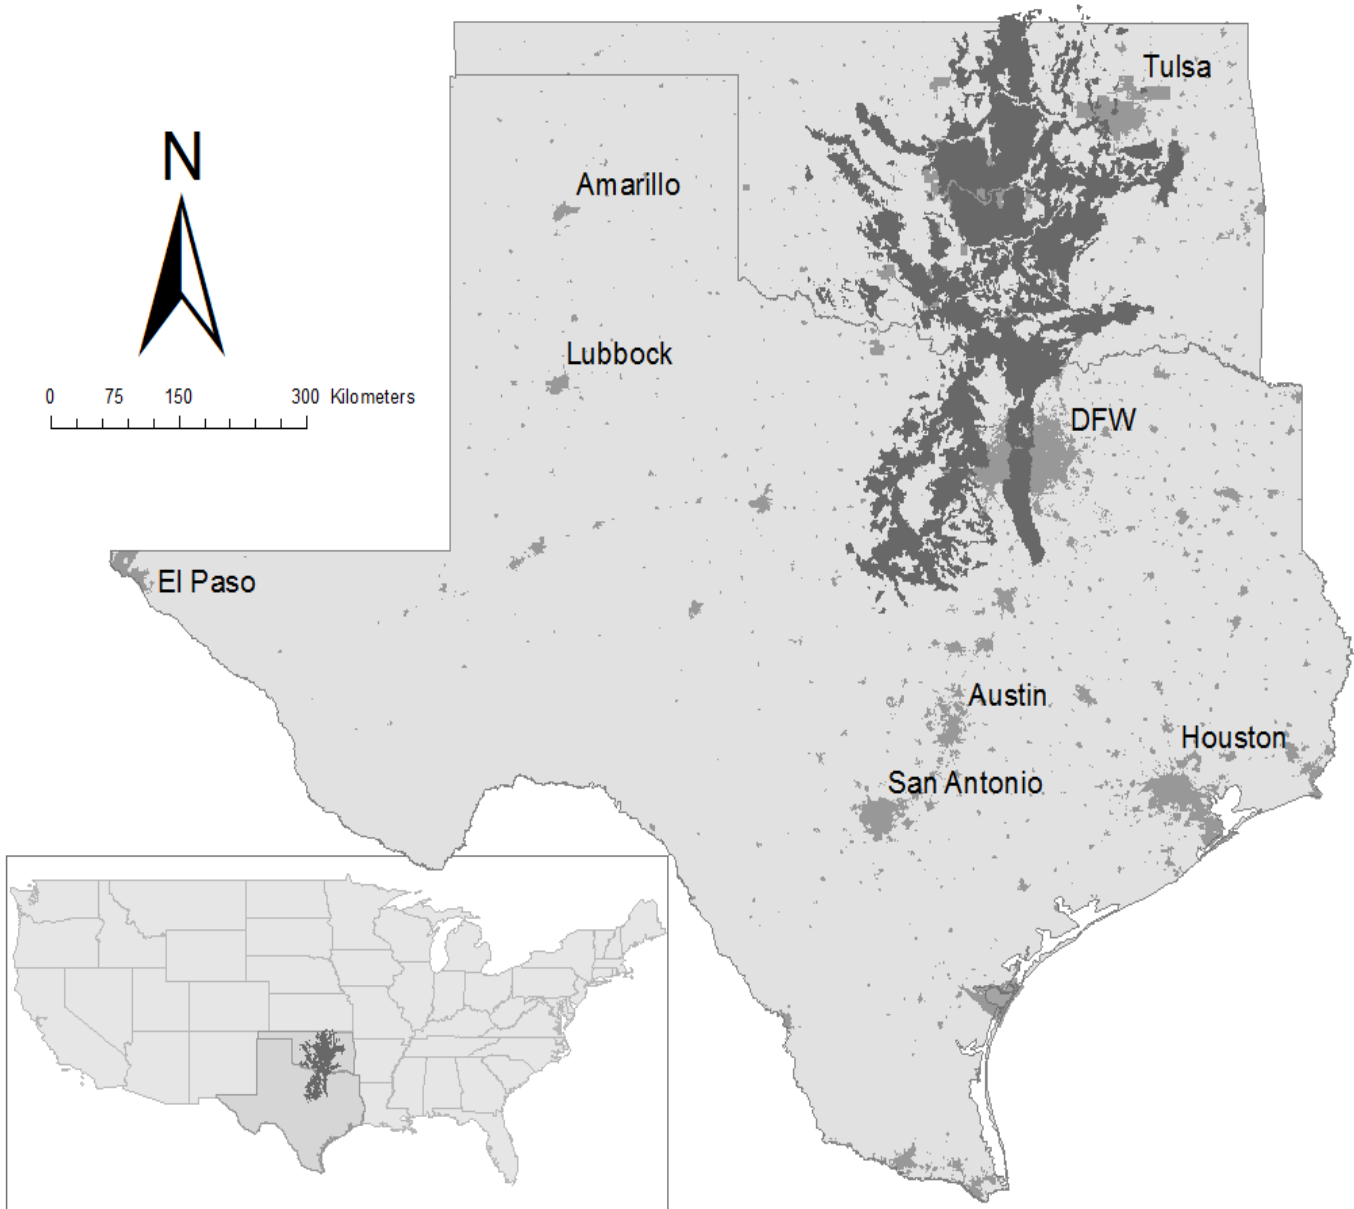 Tulsa
N
Amarillo
Lubbock
0 75 150 300 Kilometers
DFW
El Paso
Austin
Houston
San Antonio